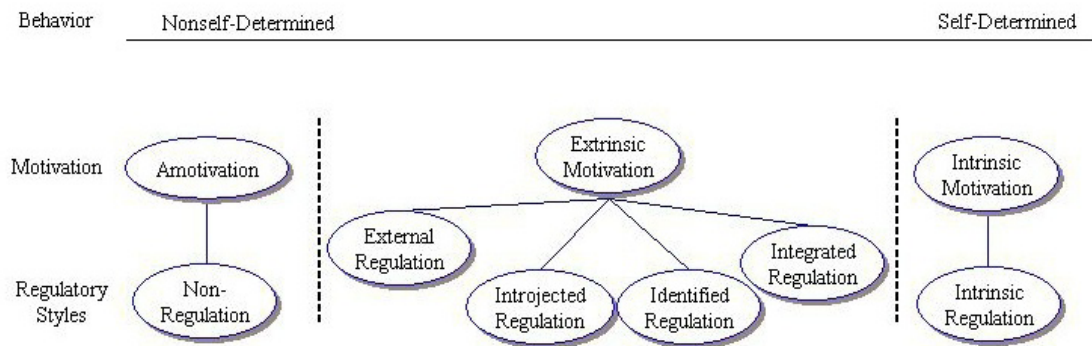 Behavior Nonself-Determined Self-Determined
Motivation
Amotivation
Extrinsic
Motivation
Intrinsic
Motivation
External
Regulation
Integrated
Regulation
Regulatory
Styles
Non-
Regulation
Introjected
Regulation
Identified
Regulation
Intrinsic
Regulation